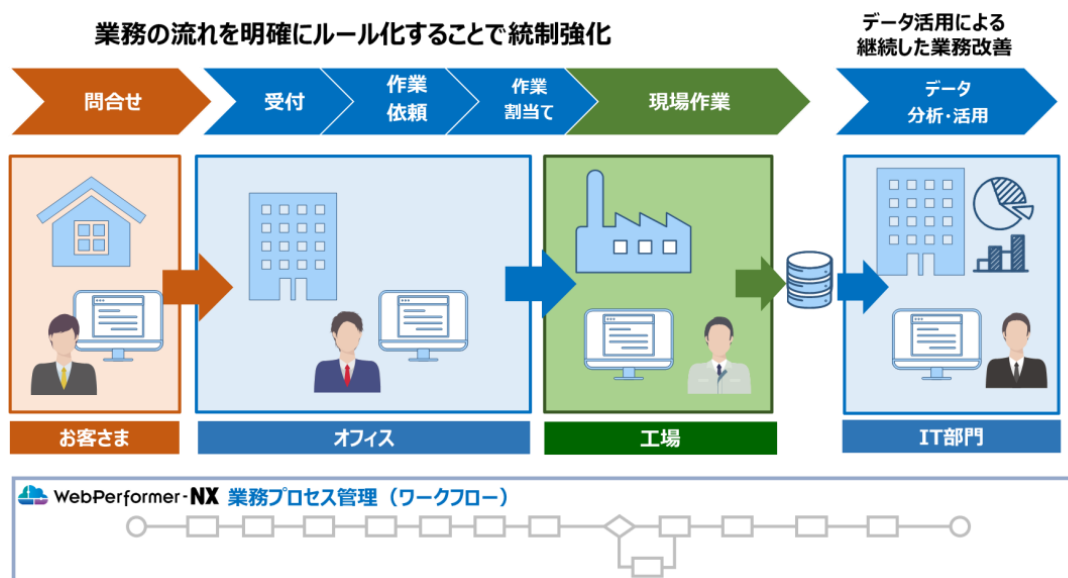 業務の流れを明確にルール化することで統制強化
データ活用による
継続した業務改善
問合せ
受付
作業
依頼
作業
割当て
現場作業
データ
分析・活用
お客さま
オフィス
工場
IT部門
WebPerformer-NX 業務プロセス管理（ワークフロー）